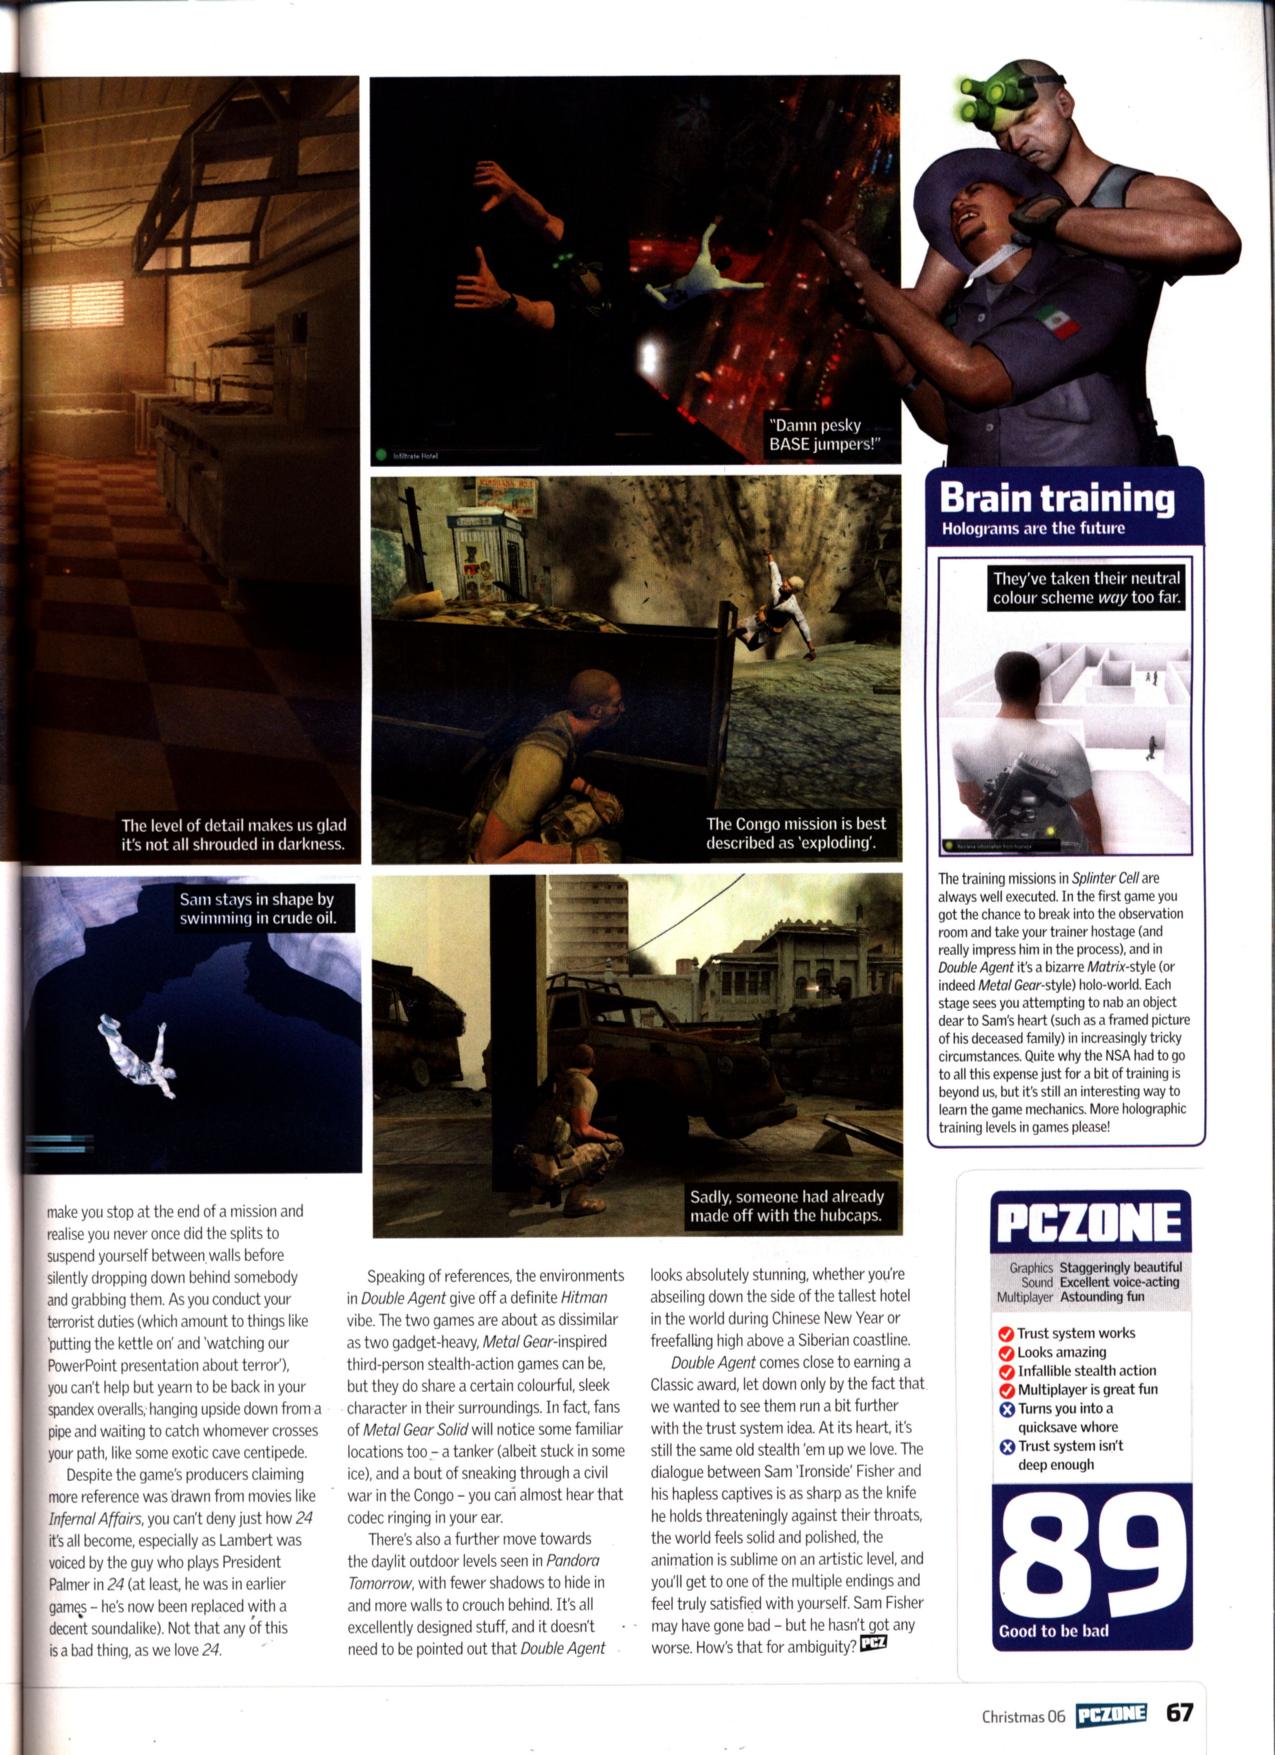 "Damn pesky
BASE jumpers!"
Infiltrate Hotel
The level of detail makes us glad
it's not all shrouded in darkness.
The Congo mission is best
described as 'exploding'.
Sam stays in shape by
swimming in crude oil.
Sadly, someone had already
made off with the hubcaps.
Brain training
Holograms are the future
They've taken their neutral
colour scheme way too far.
The training missions in Splinter Cell are
always well executed. In the first game you
got the chance to break into the observation
room and take your trainer hostage (and
really impress him in the process), and in
Double Agent it's a bizarre Matrix-style (or
indeed Metal Gear-style) holo-world. Each
stage sees you attempting to nab an object
dear to Sam's heart (such as a framed picture
of his deceased family) in increasingly tricky
circumstances. Quite why the NSA had to go
to all this expense just for a bit of training is
beyond us, but it's still an interesting way to
learn the game mechanics. More holographic
training levels in games please!
make you stop at the end of a mission and
realise you never once did the splits to
suspend yourself between walls before
silently dropping down behind somebody
and grabbing them. As you conduct your
terrorist duties (which amount to things like
'putting the kettle on' and 'watching our
PowerPoint presentation about terror'),
you can't help but yearn to be back in your
spandex overalls, hanging upside down from a
pipe and waiting to catch whomever crosses
your path, like some exotic cave centipede.
Despite the game's producers claiming
more reference was drawn from movies like
Infernal Affairs, you can't deny just how 24
it's all become, especially as Lambert was
voiced by the guy who plays President
Palmer in 24 (at least, he was in earlier
games – he's now been replaced with a
decent soundalike). Not that any of this
is a bad thing, as we love 24.
Speaking of references, the environments
in Double Agent give off a definite Hitman
vibe. The two games are about as dissimilar
as two gadget-heavy, Metal Gear-inspired
third-person stealth-action games can be,
but they do share a certain colourful, sleek
character in their surroundings. In fact, fans
of Metal Gear Solid will notice some familiar
locations too – a tanker (albeit stuck in some
ice), and a bout of sneaking through a civil
war in the Congo – you can almost hear that
codec ringing in your ear.
There's also a further move towards
the daylit outdoor levels seen in Pandora
Tomorrow, with fewer shadows to hide in
and more walls to crouch behind. It's all
excellently designed stuff, and it doesn't
need to be pointed out that Double Agent
looks absolutely stunning, whether you're
abseiling down the side of the tallest hotel
in the world during Chinese New Year or
freefalling high above a Siberian coastline.
Double Agent comes close to earning a
Classic award, let down only by the fact that
we wanted to see them run a bit further
with the trust system idea. At its heart, it's
still the same old stealth 'em up we love. The
dialogue between Sam 'Ironside' Fisher and
his hapless captives is as sharp as the knife
he holds threateningly against their throats,
the world feels solid and polished, the
animation is sublime on an artistic level, and
you'll get to one of the multiple endings and
feel truly satisfied with yourself. Sam Fisher
may have gone bad – but he hasn't got any
worse. How's that for ambiguity? PCZ
PCZONE
Graphics Staggeringly beautiful
Sound Excellent voice-acting
Multiplayer Astounding fun
Trust system works
Looks amazing
Infallible stealth action
Multiplayer is great fun
Turns you into a
quicksave whore
Trust system isn't
deep enough
89
Good to be bad
Christmas 06 PCZONE 67